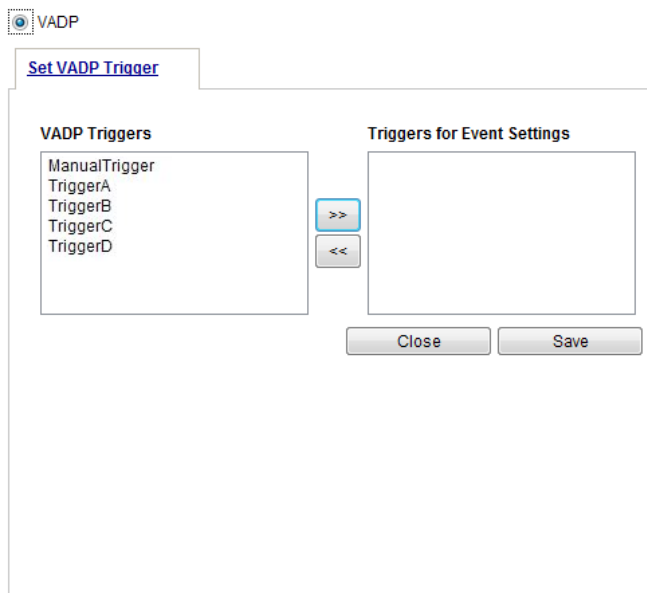 VADP
Set VADP Trigger
VADP Triggers
Triggers for Event Settings
ManualTrigger
TriggerA
TriggerB
TriggerC
TriggerD
>>
<<
Close
Save